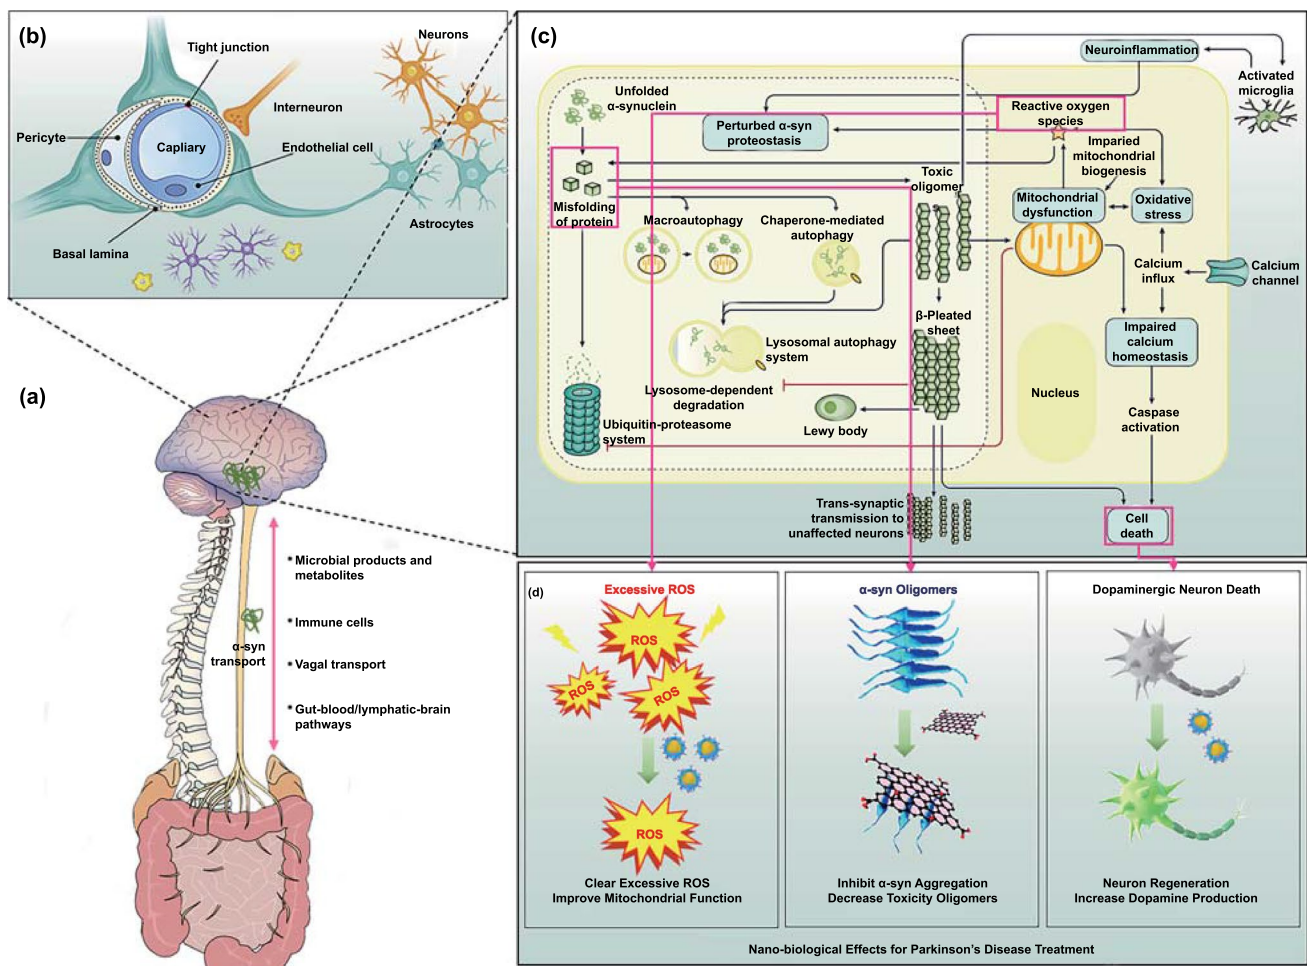 (b)
Tight junction
Neurons
Interneuron
Pericyte
Capliary
Endothelial cell
Astrocytes
Basal lamina
(c)
Neuroinflammation
Activated
microglia
Unfolded
α-synuclein
Reactive oxygen
species
Perturbed α-syn
proteostasis
Imparied
mitochondrial
biogenesis
Toxic
oligomer
Misfolding
of protein
Mitochondrial
dysfunction
Oxidative
stress
Macroautophagy
Chaperone-mediated
autophagy
Calcium
influx
Calcium
channel
β-Pleated
sheet
Impaired
calcium
homeostasis
Lysosomal autophagy
system
Lysosome-dependent
degradation
Nucleus
Caspase
activation
Lewy body
Ubiquitin-proteasome
system
Trans-synaptic
transmission to
unaffected neurons
Cell
death
(a)
* Microbial products and
metabolites
* Immune cells
α-syn
transport
* Vagal transport
* Gut-blood/lymphatic-brain
pathways
(d)
Excessive ROS
ROS
ROS
ROS
ROS
Clear Excessive ROS
Improve Mitochondrial Function
α-syn Oligomers
Inhibit α-syn Aggregation
Decrease Toxicity Oligomers
Dopaminergic Neuron Death
Neuron Regeneration
Increase Dopamine Production
Nano-biological Effects for Parkinson's Disease Treatment